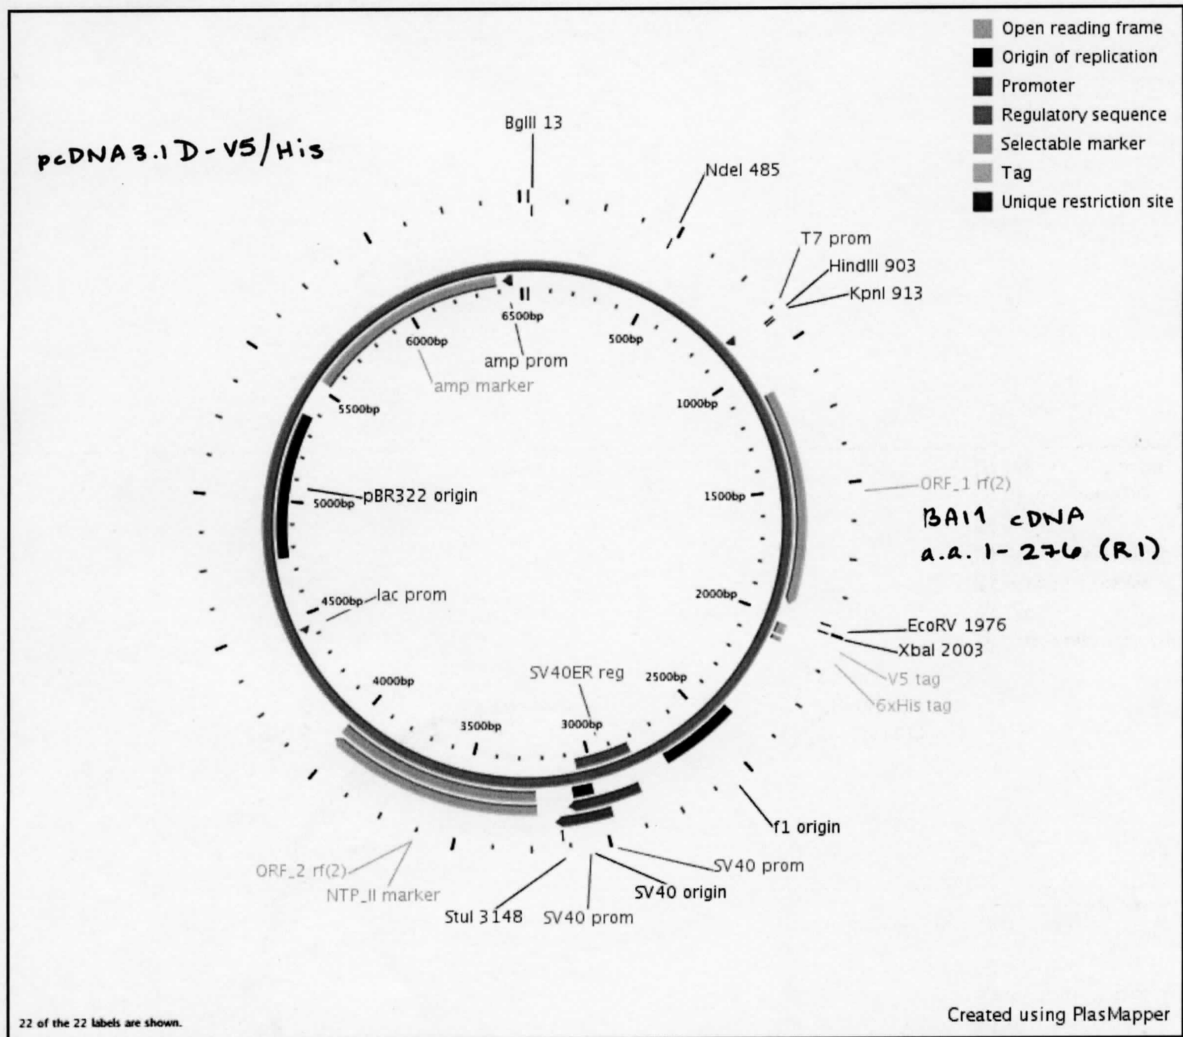 Open reading frame
Origin of replication
Promoter
Regulatory sequence
Selectable marker
Tag
Unique restriction site
pcDNA3.1D-V5/His
BglII 13
NdeI 485
T7 prom
HindIII 903
KpnI 913
6500bp
500bp
6000bp
amp prom
amp marker
5500bp
1000bp
pBR322 origin
5000bp
1500bp
ORF_1 rf(2)
BAI1 cDNA
a.a. 1-276 (R1)
lac prom
4500bp
2000bp
EcoRV 1976
XbaI 2003
V5 tag
6xHis tag
SV40ER reg
4000bp
2500bp
3500bp
3000bp
f1 origin
ORF_2 rf(2)
NTP_II marker
SV40 prom
SV40 origin
StuI 3148
SV40 prom
22 of the 22 labels are shown.
Created using PlasMapper